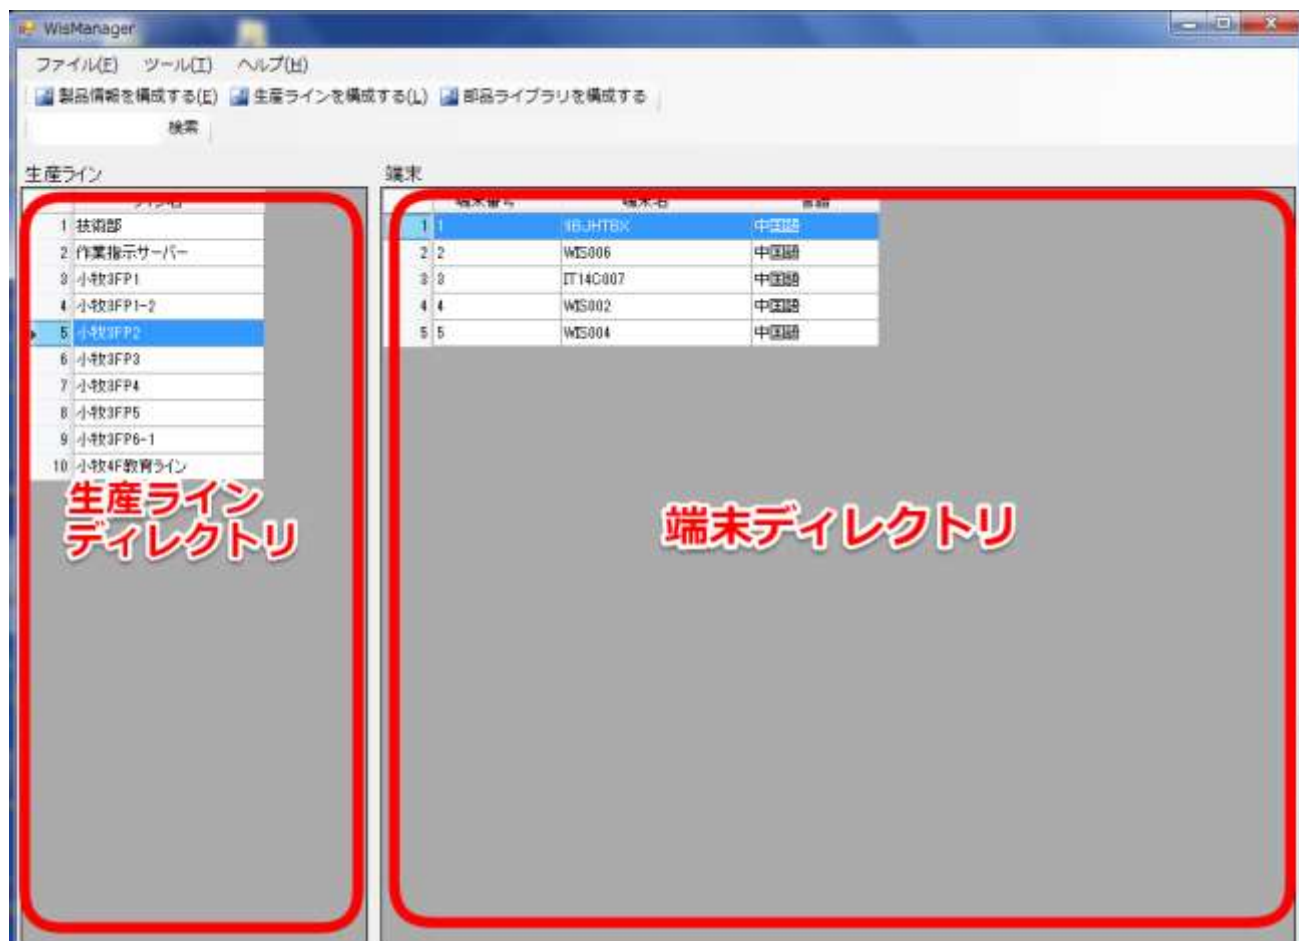 WisManager
ファイル(F) ツール(T) ヘルプ(H)
製品情報を構成する(E) 生産ラインを構成する(L) 部品ライブラリを構成する
検索
生産ライン
1 技術部
2 作業指示サーバー
3 小牧3FP1
4 小牧3FP1-2
5 小牧3FP2
6 小牧3FP3
7 小牧3FP4
8 小牧3FP5
9 小牧3FP6-1
10 小牧4F教育ライン
生産ライン
ディレクトリ
端末
端末番号 端末名 言語
1 1 中国語
2 2 WIS006 中国語
3 3 IT14C007 中国語
4 4 WIS002 中国語
5 5 WIS004 中国語
端末ディレクトリ